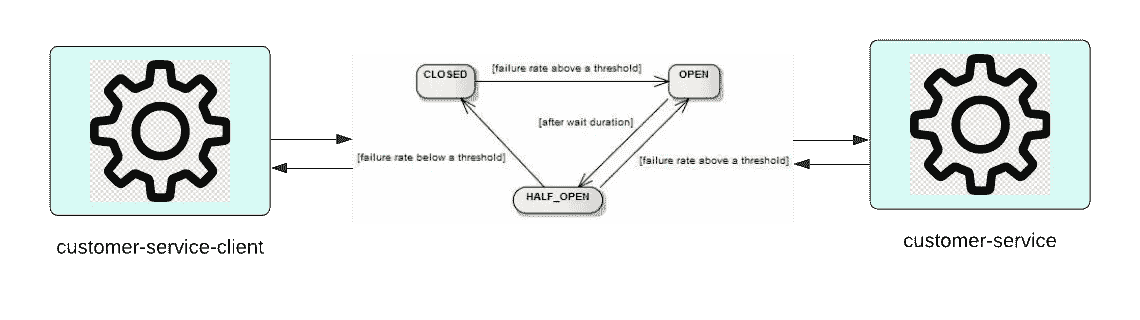 [failure rate above a threshold]
CLOSED
OPEN
[after wait duration]
[failure rate below a threshold]
[failure rate above a threshold]
HALF_OPEN
customer-service-client
customer-service